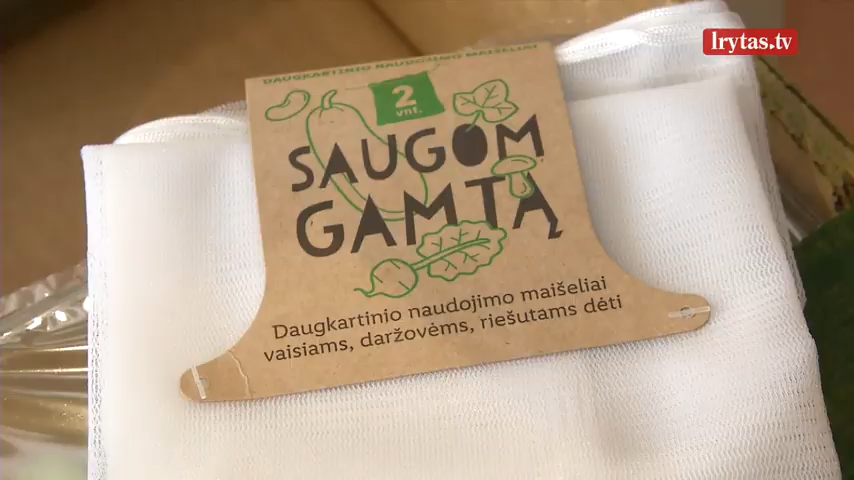 lrytas.tv
DAUGKARTINIO NAUDOJIMO MAIŠELIAI
2
vnt.
SAUGOM
GAMTĄ
Daugkartinio naudojimo maišeliai
vaisiams, daržovėms, riešutams dėti